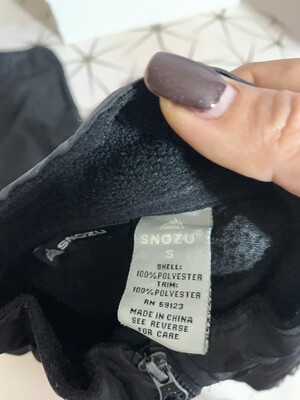 SNOZU
SNOZU®
S
SHELL:
100%POLYESTER
TRIM:
100%POLYESTER
RN 59123
MADE IN CHINA
SEE REVERSE
FOR CARE